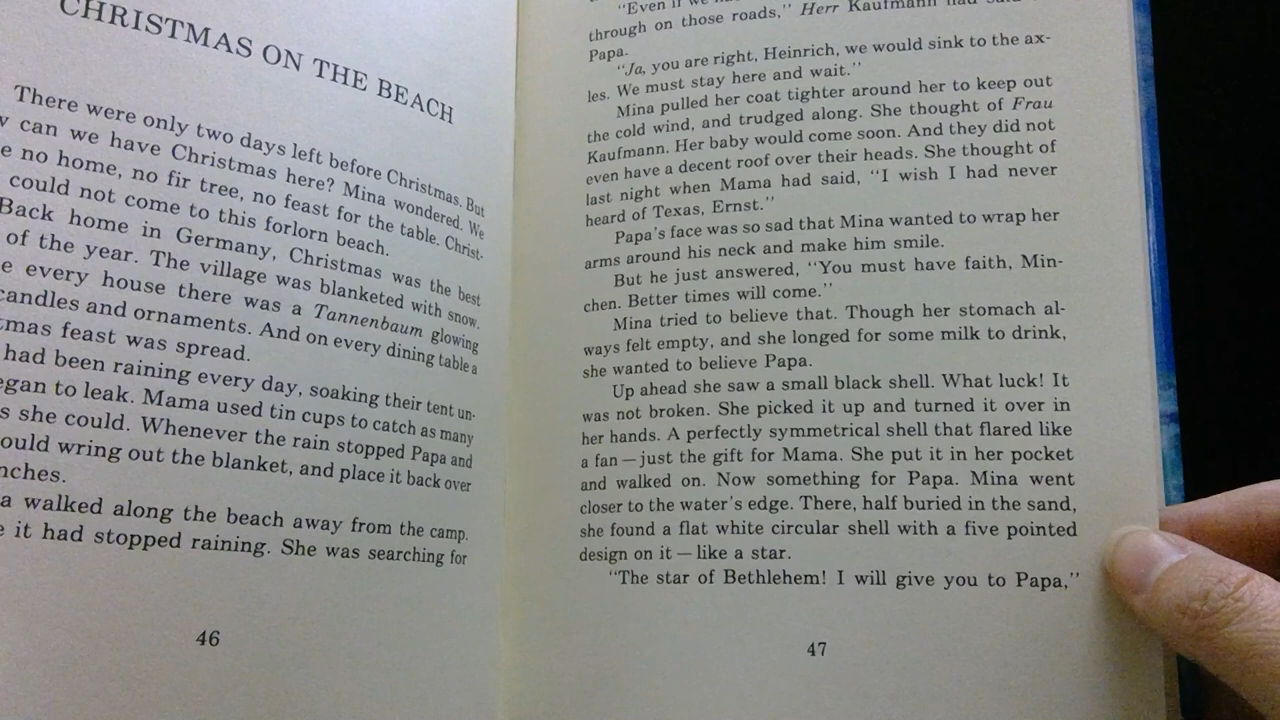 CHRISTMAS ON THE BEACH
There were only two days left before Christmas. But
can we have Christmas here? Mina wondered. We
no home, no fir tree, no feast for the table. Christ-
could not come to this forlorn beach.
Back home in Germany, Christmas was the best
of the year. The village was blanketed with snow.
every house there was a Tannenbaum glowing
candles and ornaments. And on every dining table a
feast was spread.
had been raining every day, soaking their tent un-
to leak. Mama used tin cups to catch as many
she could. Whenever the rain stopped Papa and
would wring out the blanket, and place it back over

walked along the beach away from the camp.
it had stopped raining. She was searching for
46
"Even if we
through on those roads," Herr Kaufmann had said
Papa.
"Ja, you are right, Heinrich, we would sink to the ax-
les. We must stay here and wait."
Mina pulled her coat tighter around her to keep out
the cold wind, and trudged along. She thought of Frau
Kaufmann. Her baby would come soon. And they did not
even have a decent roof over their heads. She thought of
last night when Mama had said, "I wish I had never
heard of Texas, Ernst."
Papa's face was so sad that Mina wanted to wrap her
arms around his neck and make him smile.
But he just answered, "You must have faith, Min-
chen. Better times will come."
Mina tried to believe that. Though her stomach al-
ways felt empty, and she longed for some milk to drink,
she wanted to believe Papa.
Up ahead she saw a small black shell. What luck! It
was not broken. She picked it up and turned it over in
her hands. A perfectly symmetrical shell that flared like
a fan — just the gift for Mama. She put it in her pocket
and walked on. Now something for Papa. Mina went
closer to the water's edge. There, half buried in the sand,
she found a flat white circular shell with a five pointed
design on it — like a star.
"The star of Bethlehem! I will give you to Papa,"
47